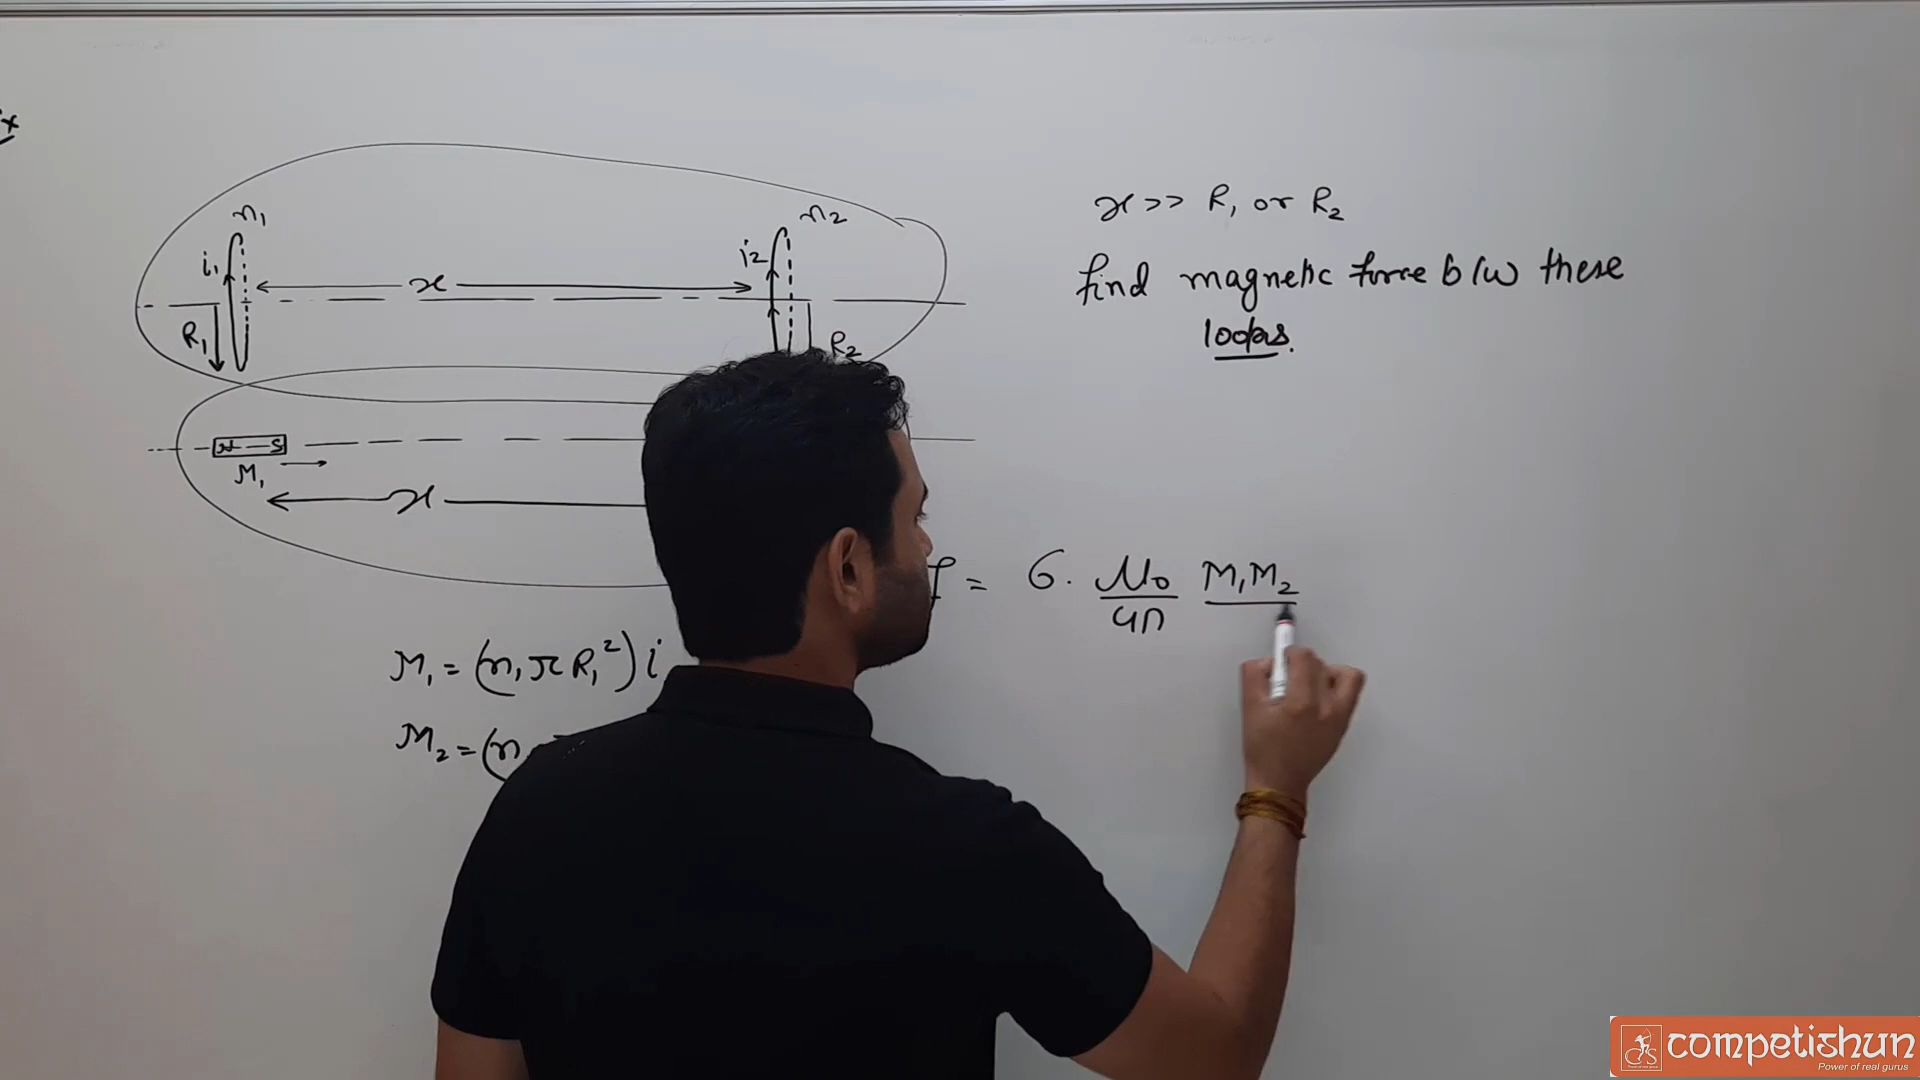 n₁
n₂
i₁
i₂
x
R₁
R₂
x >> R₁ or R₂
find magnetic force b/w these
loops.
N — S
M₁
x
f = 6. μ₀/4π M₁M₂
M₁ = (n₁ π R₁²) i
M₂ = (n
competishun
Power of real gurus